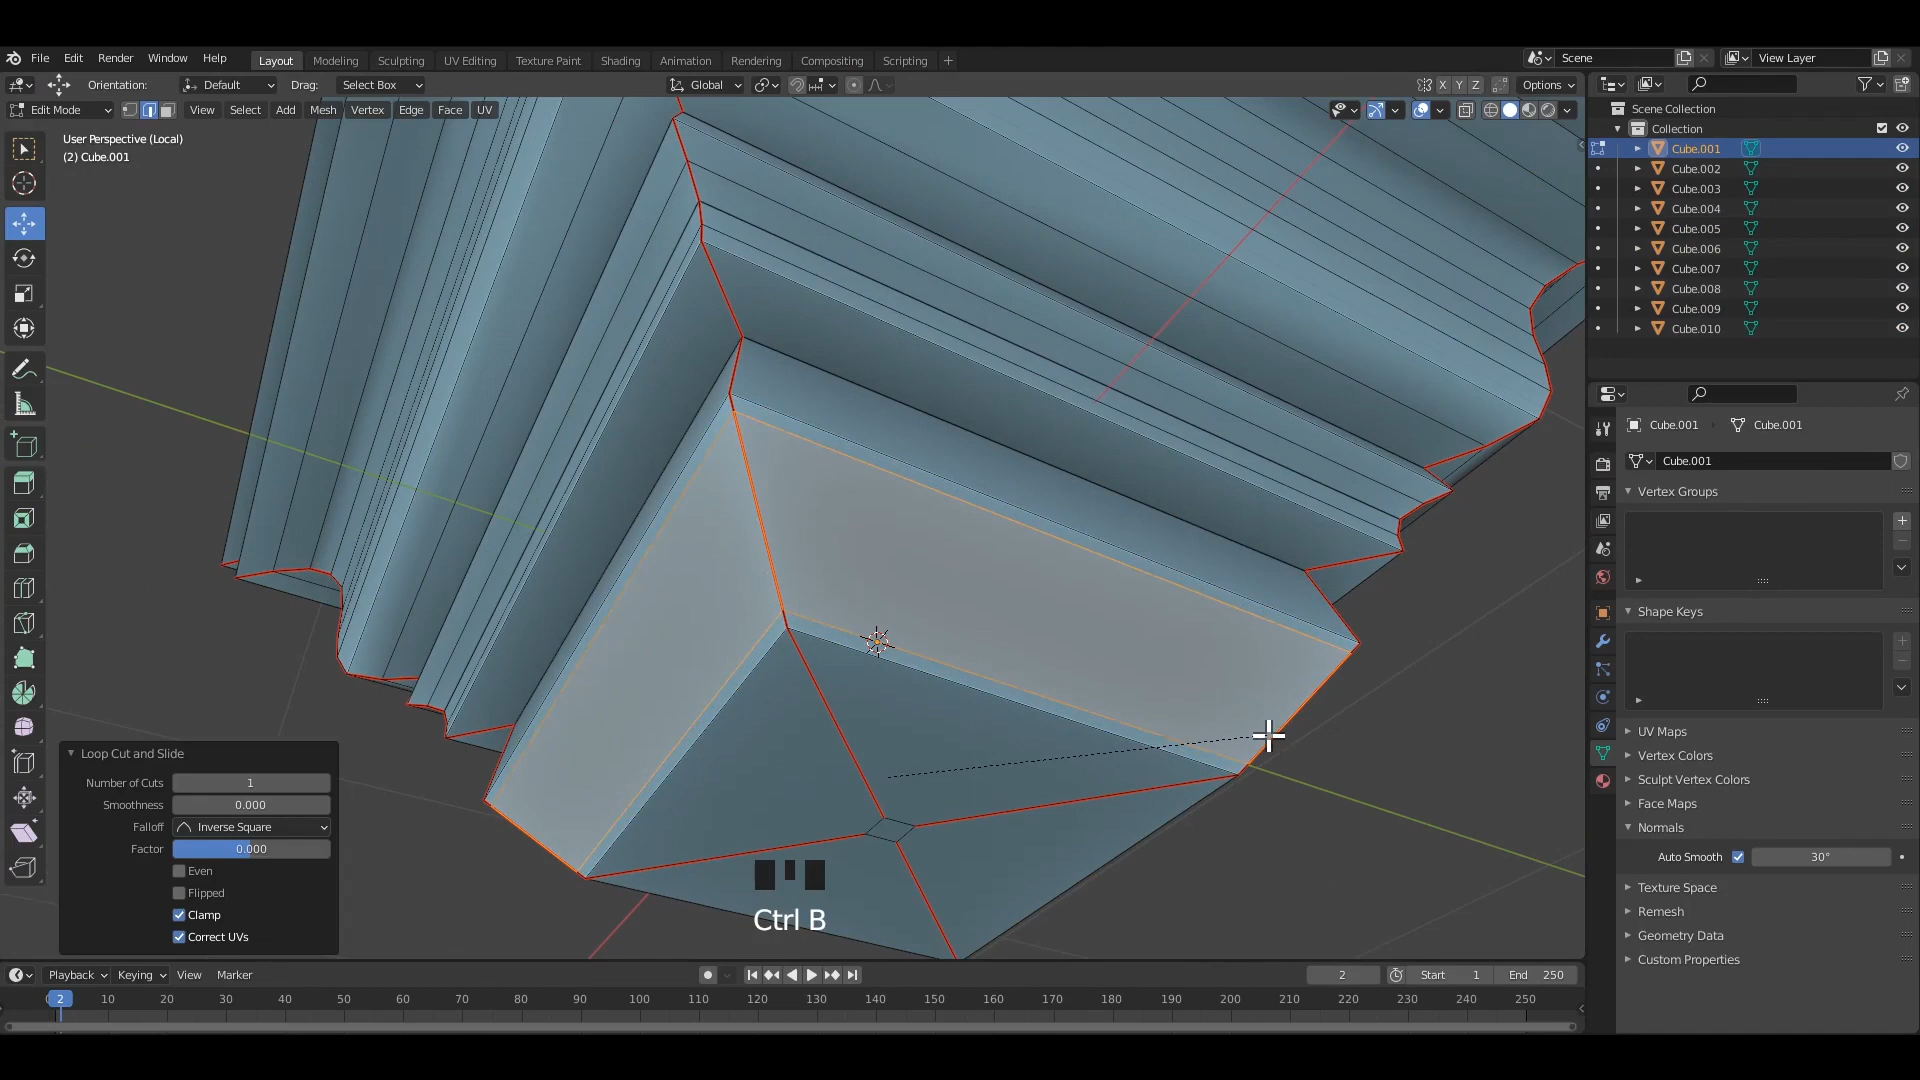 File Edit Render Window Help Layout Modeling Sculpting UV Editing Texture Paint Shading Animation Rendering Compositing Scripting + Scene View Layer
Orientation: Default Drag: Select Box Global X Y Z Options
Edit Mode View Select Add Mesh Vertex Edge Face UV
User Perspective (Local)
(2) Cube.001
Scene Collection
Collection
Cube.001
Cube.002
Cube.003
Cube.004
Cube.005
Cube.006
Cube.007
Cube.008
Cube.009
Cube.010
Cube.001 Cube.001
Cube.001
Vertex Groups
Shape Keys
UV Maps
Vertex Colors
Sculpt Vertex Colors
Face Maps
Normals
Auto Smooth 30°
Texture Space
Remesh
Geometry Data
Custom Properties
Loop Cut and Slide
Number of Cuts 1
Smoothness 0.000
Falloff Inverse Square
Factor 0.000
Even
Flipped
Clamp
Correct UVs
Ctrl B
Playback Keying View Marker 2 Start 1 End 250
2 10 20 30 40 50 60 70 80 90 100 110 120 130 140 150 160 170 180 190 200 210 220 230 240 250